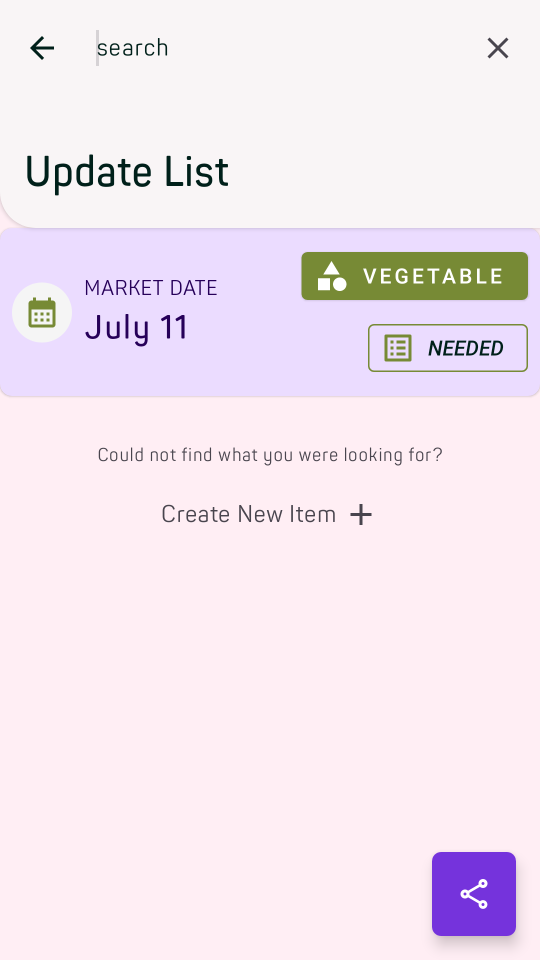 search
Update List
MARKET DATE
July 11
VEGETABLE
NEEDED
Could not find what you were looking for?
Create New Item